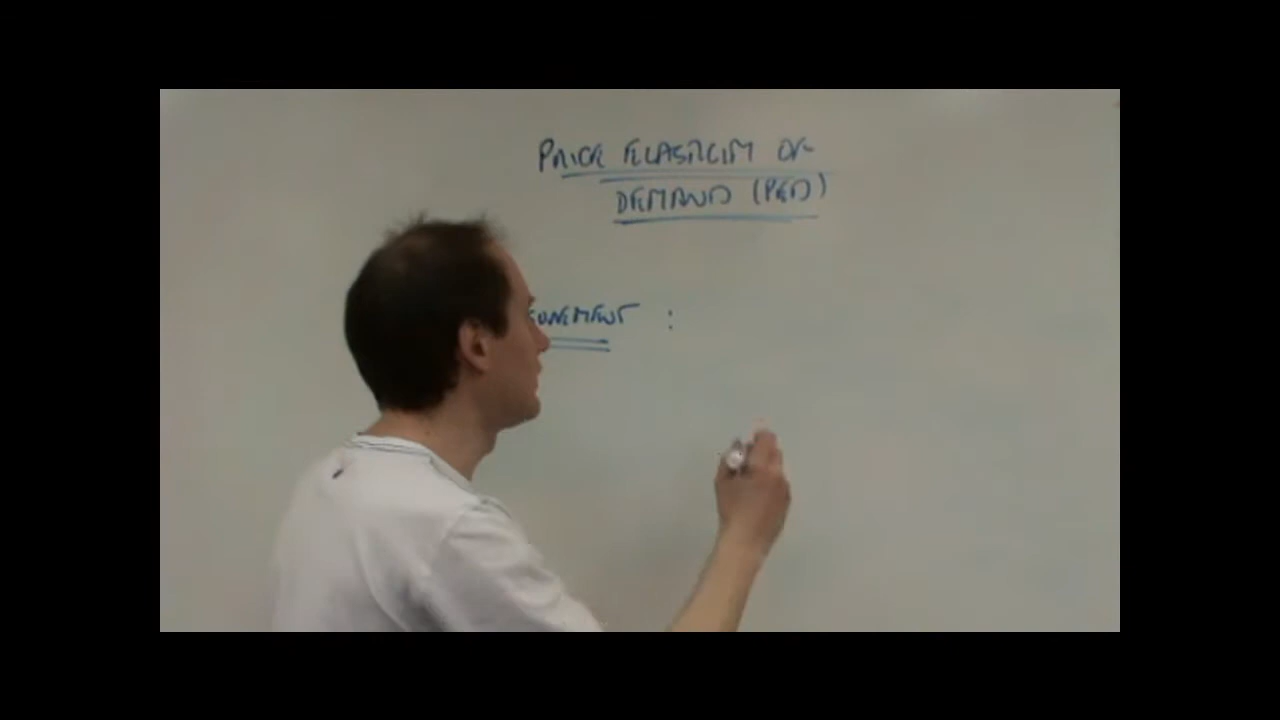 PRICE ELASTICITY OF
DEMAND (PED)
: